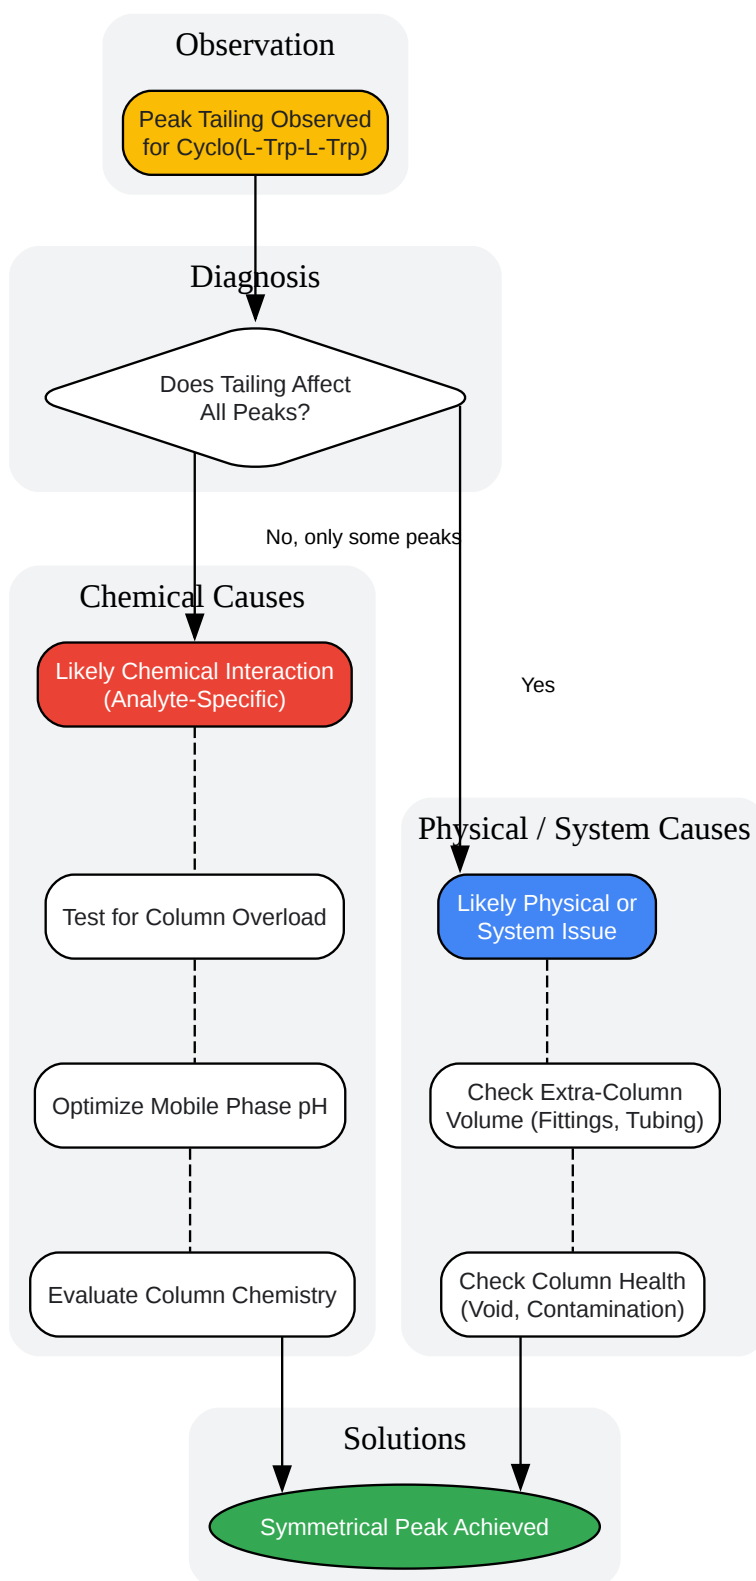 Observation
Peak Tailing Observed
for Cyclo(L-Trp-L-Trp)
Diagnosis
Does Tailing Affect
All Peaks?
No, only some peaks
Chemical Causes
Likely Chemical Interaction
(Analyte-Specific)
Yes
Test for Column Overload
Optimize Mobile Phase pH
Evaluate Column Chemistry
Physical / System Causes
Likely Physical or
System Issue
Check Extra-Column
Volume (Fittings, Tubing)
Check Column Health
(Void, Contamination)
Solutions
Symmetrical Peak Achieved